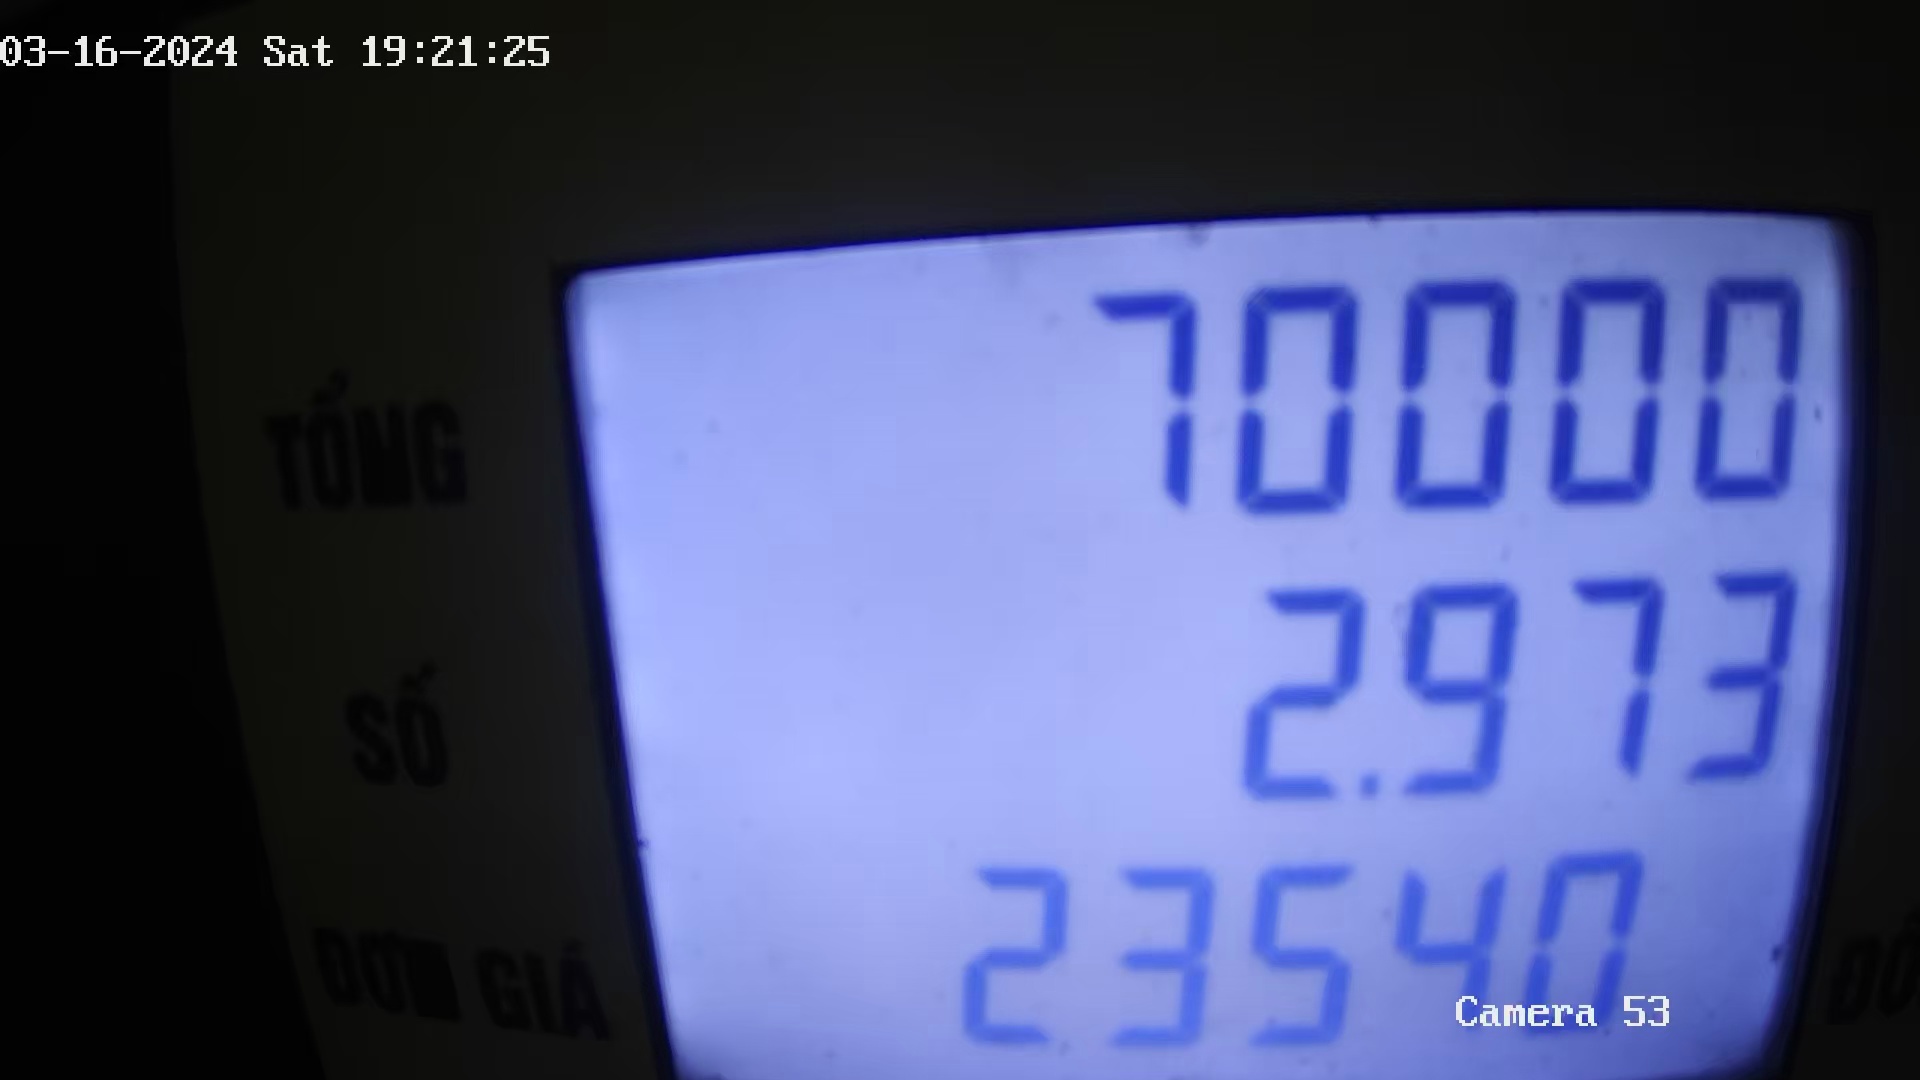 03-16-2024 Sat 19:21:25
TỔNG 70000
SỐ 2.973
ĐƠN GIÁ 23540
Camera 53